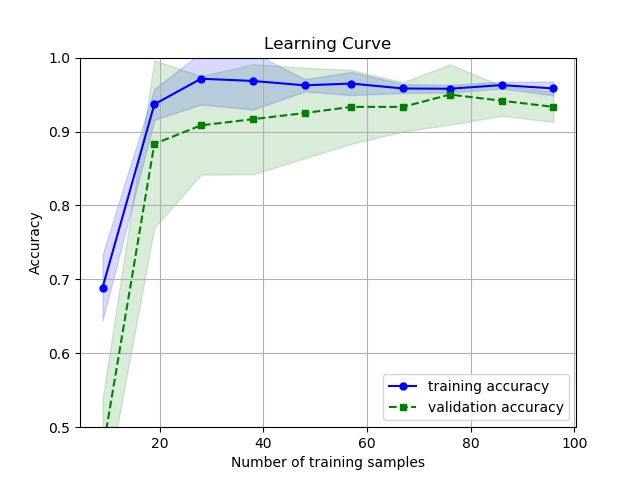 Learning Curve
1.0
0.9
0.8
0.7
0.6
0.5
Accuracy
training accuracy
validation accuracy
20 40 60 80 100
Number of training samples